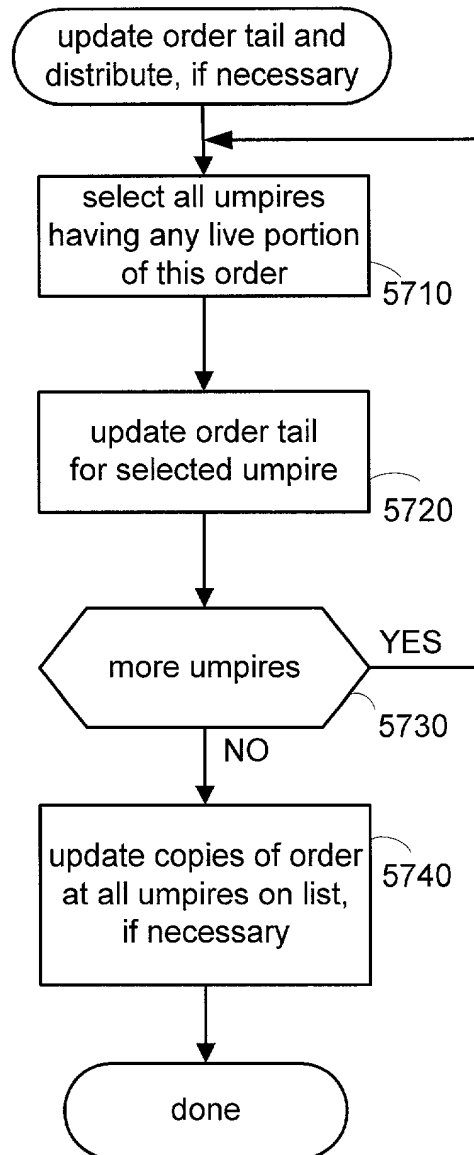 update order tail and
distribute, if necessary
select all umpires
having any live portion
of this order
5710
update order tail
for selected umpire
5720
more umpires
YES
5730
NO
update copies of order
at all umpires on list,
if necessary
5740
done